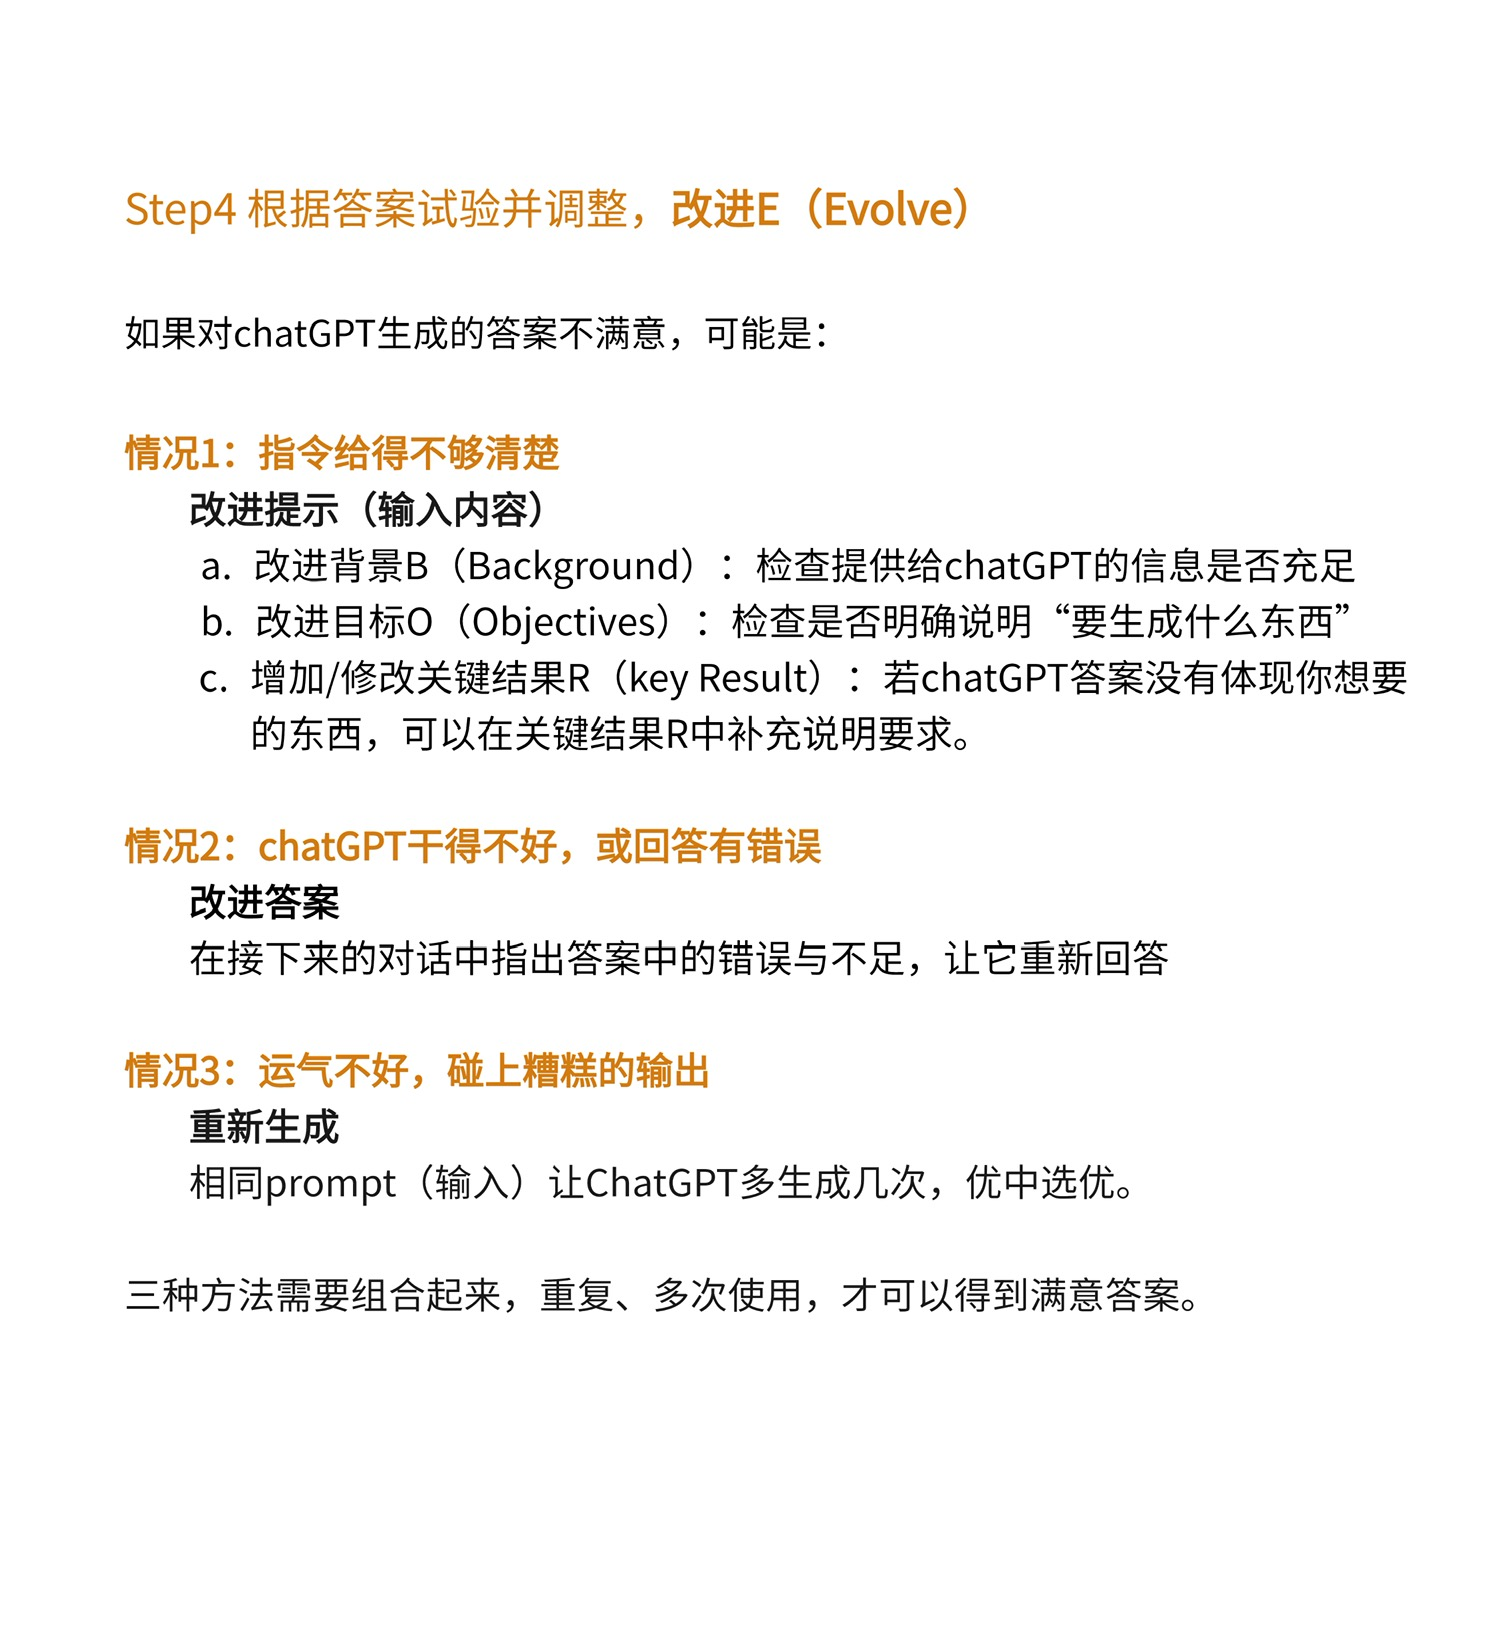 Step4 根据答案试验并调整，改进E（Evolve）
如果对chatGPT生成的答案不满意，可能是：
情况1：指令给得不够清楚
改进提示（输入内容）
a. 改进背景B（Background）：检查提供给chatGPT的信息是否充足
b. 改进目标O（Objectives）：检查是否明确说明“要生成什么东西”
c. 增加/修改关键结果R（key Result）：若chatGPT答案没有体现你想要
的东西，可以在关键结果R中补充说明要求。
情况2：chatGPT干得不好，或回答有错误
改进答案
在接下来的对话中指出答案中的错误与不足，让它重新回答
情况3：运气不好，碰上糟糕的输出
重新生成
相同prompt（输入）让ChatGPT多生成几次，优中选优。
三种方法需要组合起来，重复、多次使用，才可以得到满意答案。